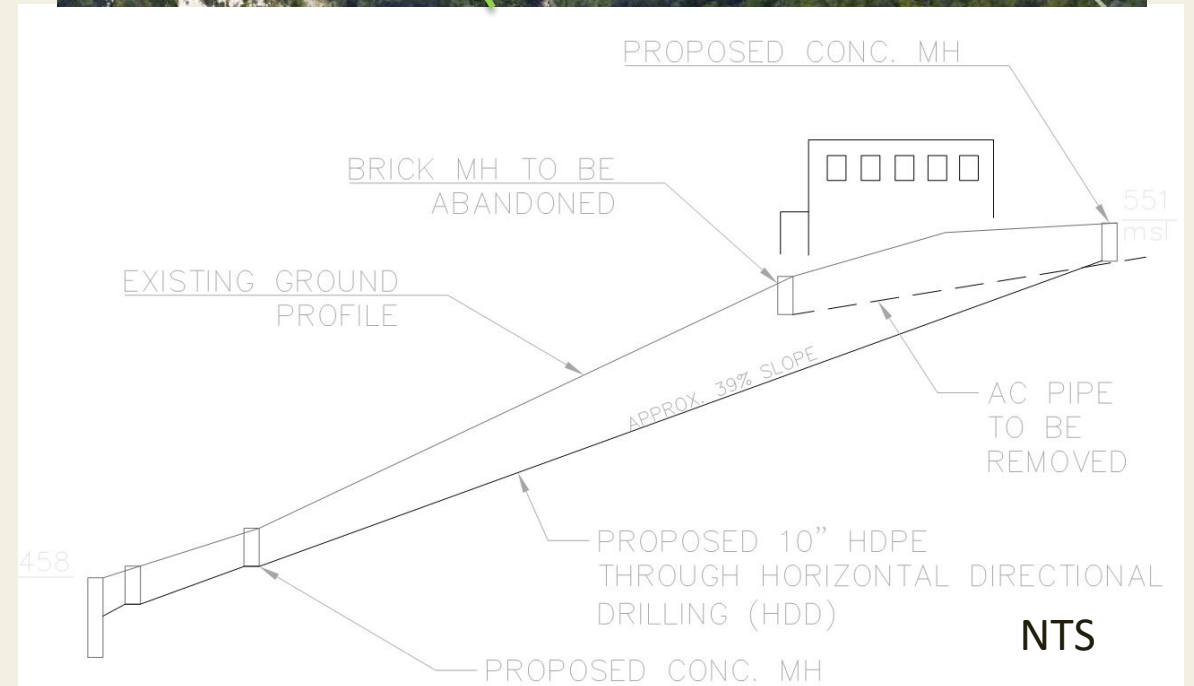 PROPOSED CONC. MH
BRICK MH TO BE
ABANDONED
551
msl
EXISTING GROUND
PROFILE
APPROX. 39% SLOPE
AC PIPE
TO BE
REMOVED
458
PROPOSED 10” HDPE
THROUGH HORIZONTAL DIRECTIONAL
DRILLING (HDD)
NTS
PROPOSED CONC. MH